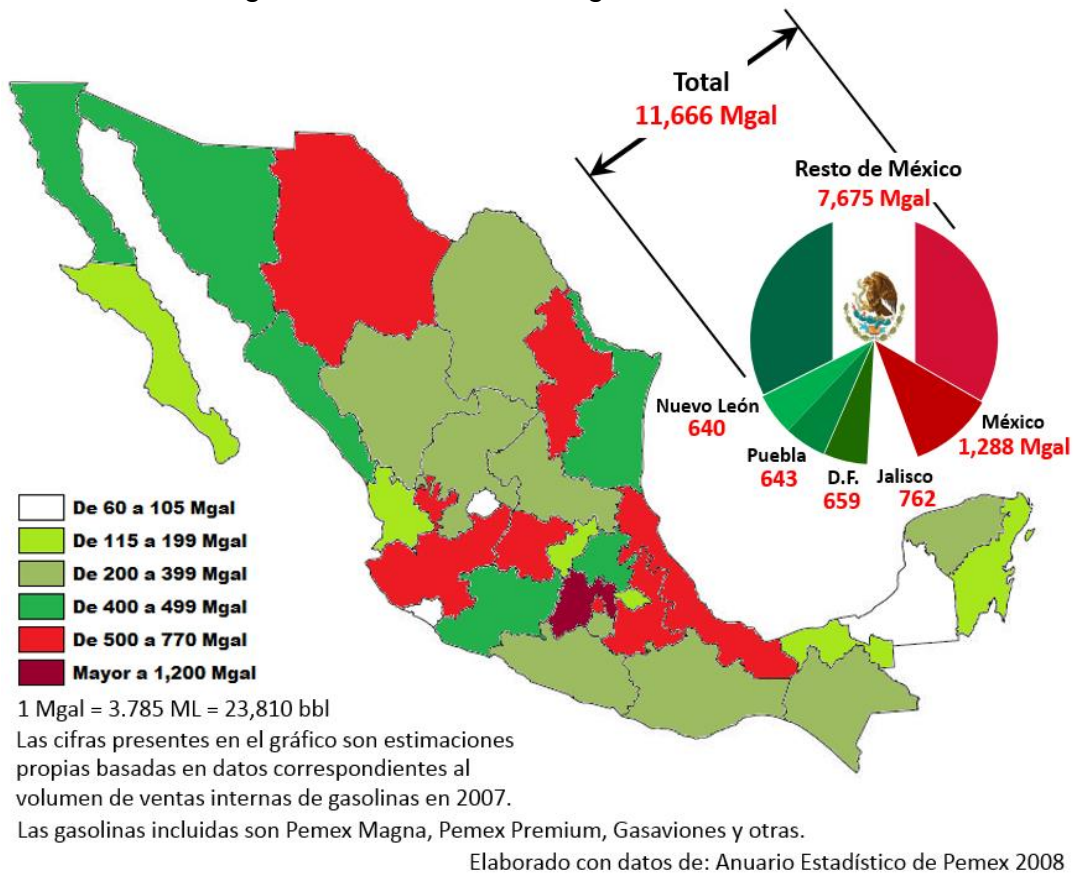 Total
11,666 Mgal
Resto de México
7,675 Mgal
Nuevo León
640
Puebla
643
D.F.
659
Jalisco
762
México
1,288 Mgal
De 60 a 105 Mgal
De 115 a 199 Mgal
De 200 a 399 Mgal
De 400 a 499 Mgal
De 500 a 770 Mgal
Mayor a 1,200 Mgal
1 Mgal = 3.785 ML = 23,810 bbl
Las cifras presentes en el gráfico son estimaciones
propias basadas en datos correspondientes al
volumen de ventas internas de gasolinas en 2007.
Las gasolinas incluidas son Pemex Magna, Pemex Premium, Gasaviones y otras.
Elaborado con datos de: Anuario Estadístico de Pemex 2008